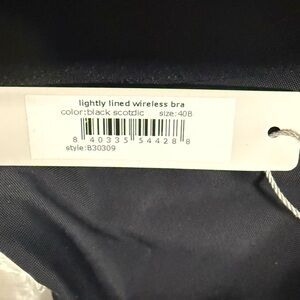 lightly lined wireless bra
color:black scotdic size:40B
8 40335 54428 8
style:B30309